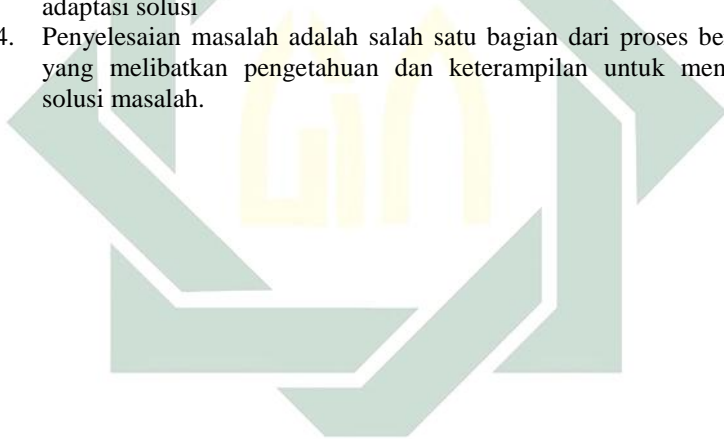 adaptasi solusi
4. Penyelesaian masalah adalah salah satu bagian dari proses
yang melibatkan pengetahuan dan keterampilan untuk
solusi masalah.